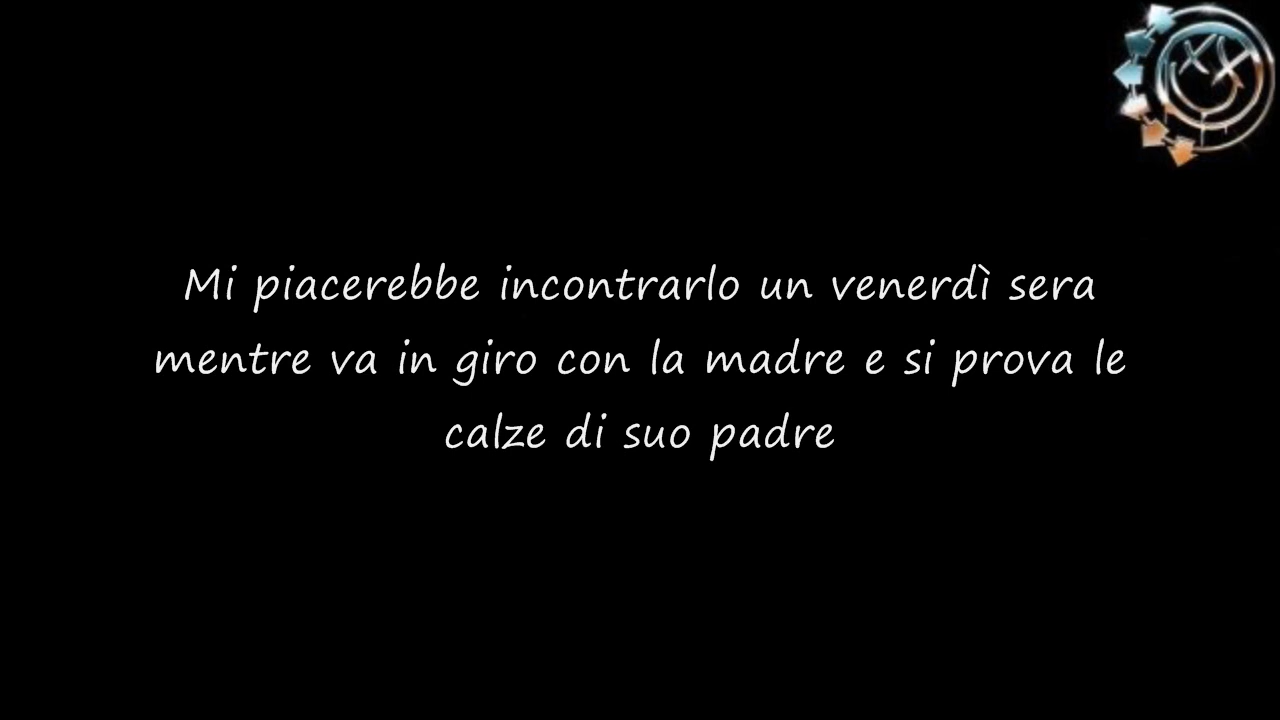 Mi piacerebbe incontrarlo un venerdì sera
mentre va in giro con la madre e si prova le
calze di suo padre